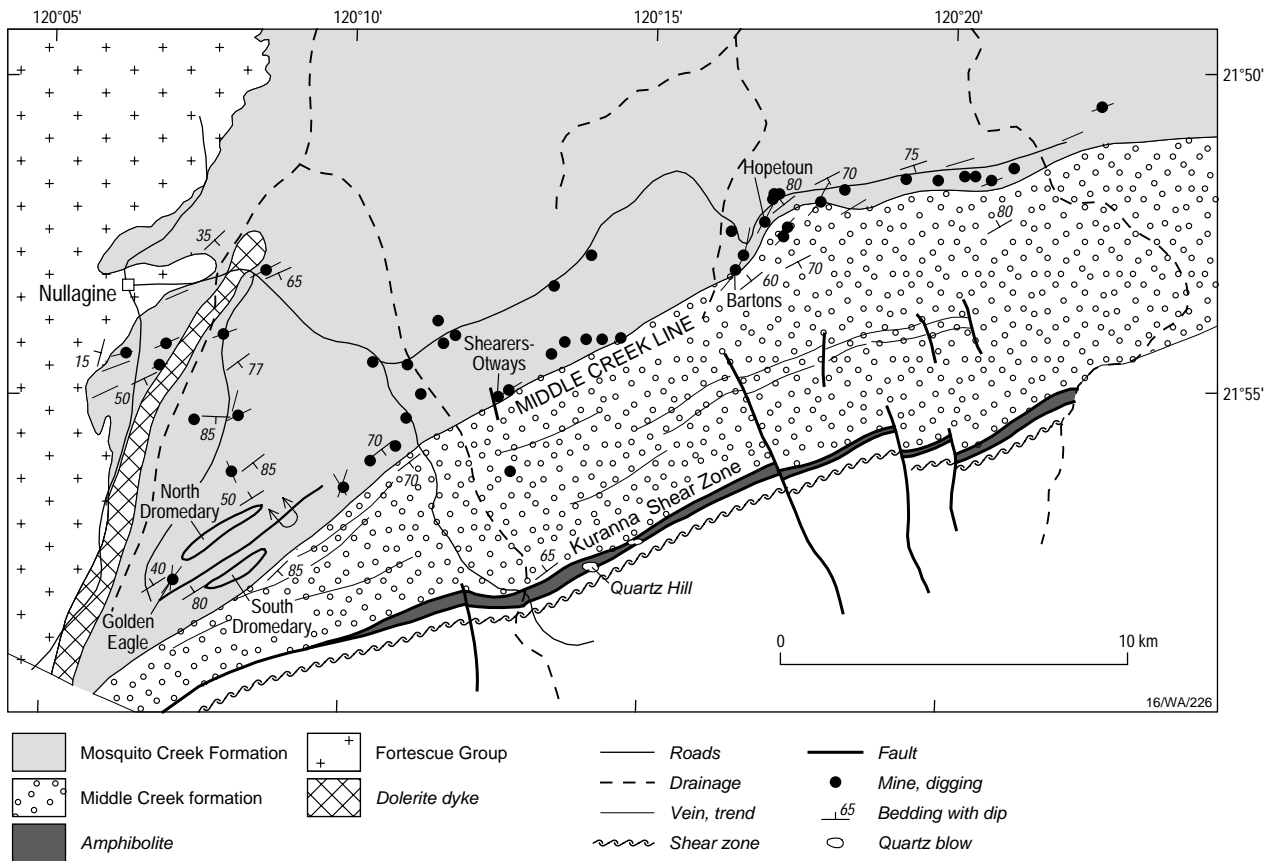 120°05' 120°10' 120°15' 120°20'
21°50'
Hopetoun
75
70
80
35
80
Nullagine
65
70
60
Bartons
15
77
Shearers-
Otways
MIDDLE CREEK LINE
50
21°55'
85
70
85
70
North
Dromedary
50
Kuranna Shear Zone
40
85
65
Quartz Hill
80
Golden
Eagle
South
Dromedary
0 10 km
16/WA/226
Mosquito Creek Formation
Fortescue Group
Roads
Fault
Middle Creek formation
Dolerite dyke
Drainage
Mine, digging
Amphibolite
Vein, trend
65 Bedding with dip
Shear zone
Quartz blow